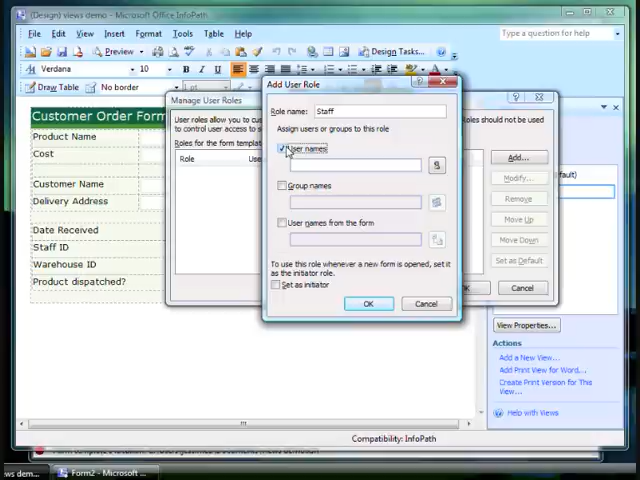 (Design) views demo - Microsoft Office InfoPath
File Edit View Insert Format Tools Table Help
Type a question for help
Preview
Design Tasks...
Verdana 10 B I U
Draw Table
Manage User Roles
Add User Role
Customer Order Form
Product Name
Cost
Customer Name
Delivery Address
Date Received
Staff ID
Warehouse ID
Product dispatched?
User roles allow you to
to control user access to
Roles should not be used
Roles for the form
Role
Role name: Staff
Assign users or groups to this role
User names
Group names
User names from the form
To use this role whenever a new form is opened, set it
as the initiator role.
Set as initiator
OK Cancel
Add...
Modify...
Remove
Move Up
Move Down
Set as Default
Cancel
View Properties...
Actions
Add a New View...
Add Print View for Word...
Create Print Version for This
View...
Help with Views
Compatibility: InfoPath
Form2 - Microsoft ...